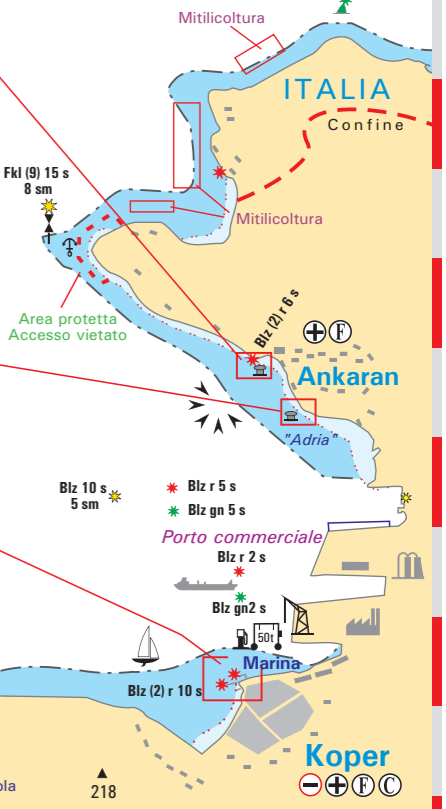 Mitilicoltura
ITALIA
Confine
Fkl (9) 15 s
8 sm
Mitilicoltura
Area protetta
Accesso vietato
Blz (2) r 6 s
F
Ankaran
"Adria"
Blz 10 s
5 sm
Blz r 5 s
Blz gn 5 s
Porto commerciale
Blz r 2 s
Blz gn2 s
50t
Marina
Blz (2) r 10 s
Koper
F C
ola
218